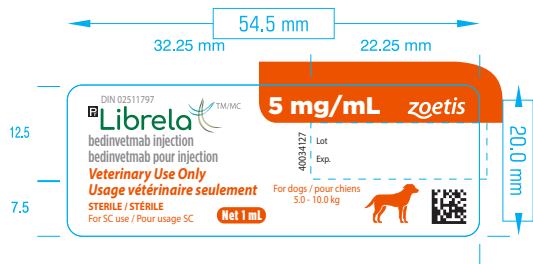 54.5 mm
32.25 mm
22.25 mm
DIN 02511797
Pr
Librela TM/MC
5 mg/mL
zoetis
12.5
bedinvetmab injection
bedinvetmab pour injection
40034127
Lot
Exp.
20.0 mm
Veterinary Use Only
Usage vétérinaire seulement
For dogs / pour chiens
5.0 - 10.0 kg
7.5
STERILE / STÉRILE
For SC use / Pour usage SC
Net 1 mL